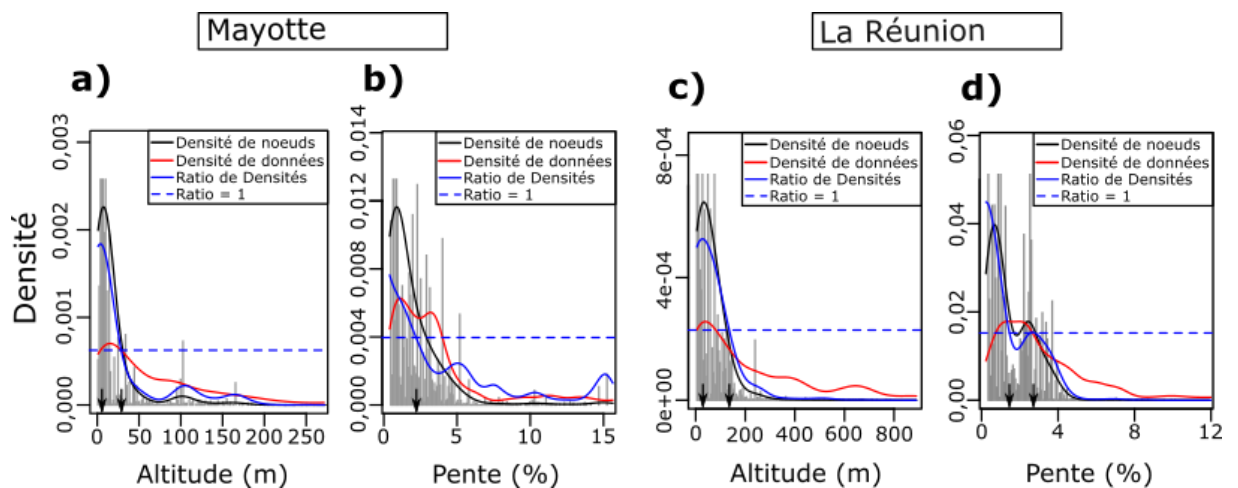 Mayotte
La Réunion
a)
b)
c)
d)
Densité
0,000
0,001
0,002
0,003
Densité de noeuds
Densité de données
Ratio de Densités
Ratio = 1
0 50 100 150 200 250
Altitude (m)
0,000
0,004
0,008
0,012
0,014
Densité de noeuds
Densité de données
Ratio de Densités
Ratio = 1
0 5 10 15
Pente (%)
0e+00
4e-04
8e-04
Densité de noeuds
Densité de données
Ratio de Densités
Ratio = 1
0 200 400 600 800
Altitude (m)
0,00
0,02
0,04
0,06
Densité de noeuds
Densité de données
Ratio de Densités
Ratio = 1
0 4 8 12
Pente (%)